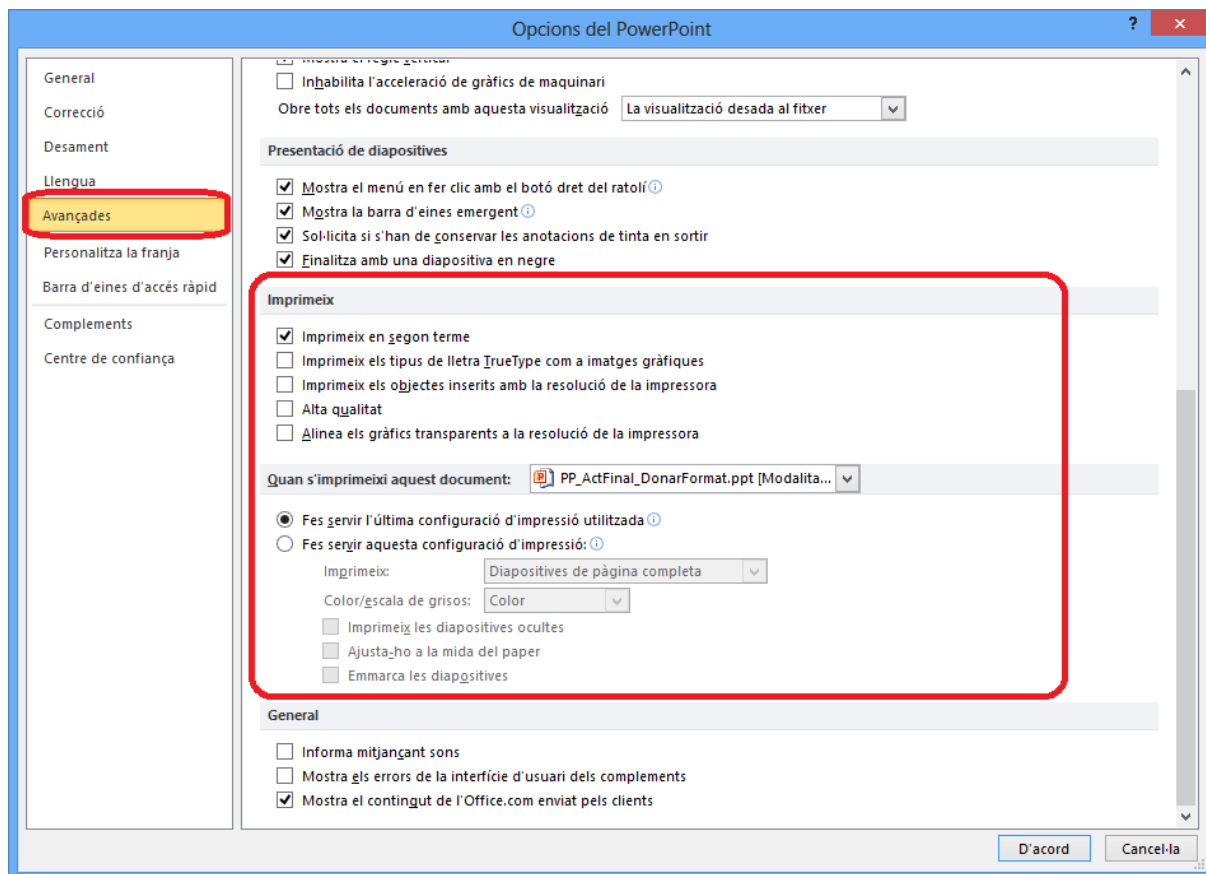 Opcions del PowerPoint
?
General
Correcció
Desament
Llengua
Avançades
Personalitza la franja
Barra d'eines d'accés ràpid
Complements
Centre de confiança
Mostra el regle vertical
Inhabilita l'acceleració de gràfics de maquinari
Obre tots els documents amb aquesta visualització La visualització desada al fitxer
Presentació de diapositives
Mostra el menú en fer clic amb el botó dret del ratolí
Mostra la barra d'eines emergent
Sol·licita si s'han de conservar les anotacions de tinta en sortir
Finalitza amb una diapositiva en negre
Imprimeix
Imprimeix en segon terme
Imprimeix els tipus de lletra TrueType com a imatges gràfiques
Imprimeix els objectes inserits amb la resolució de la impressora
Alta qualitat
Alinea els gràfics transparents a la resolució de la impressora
Quan s'imprimeixi aquest document: PP_ActFinal_DonarFormat.ppt [Modalita...
Fes servir l'última configuració d'impressió utilitzada
Fes servir aquesta configuració d'impressió:
Imprimeix: Diapositives de pàgina completa
Color/escala de grisos: Color
Imprimeix les diapositives ocultes
Ajusta-ho a la mida del paper
Emmarca les diapositives
General
Informa mitjançant sons
Mostra els errors de la interfície d'usuari dels complements
Mostra el contingut de l'Office.com enviat pels clients
D'acord Cancel·la